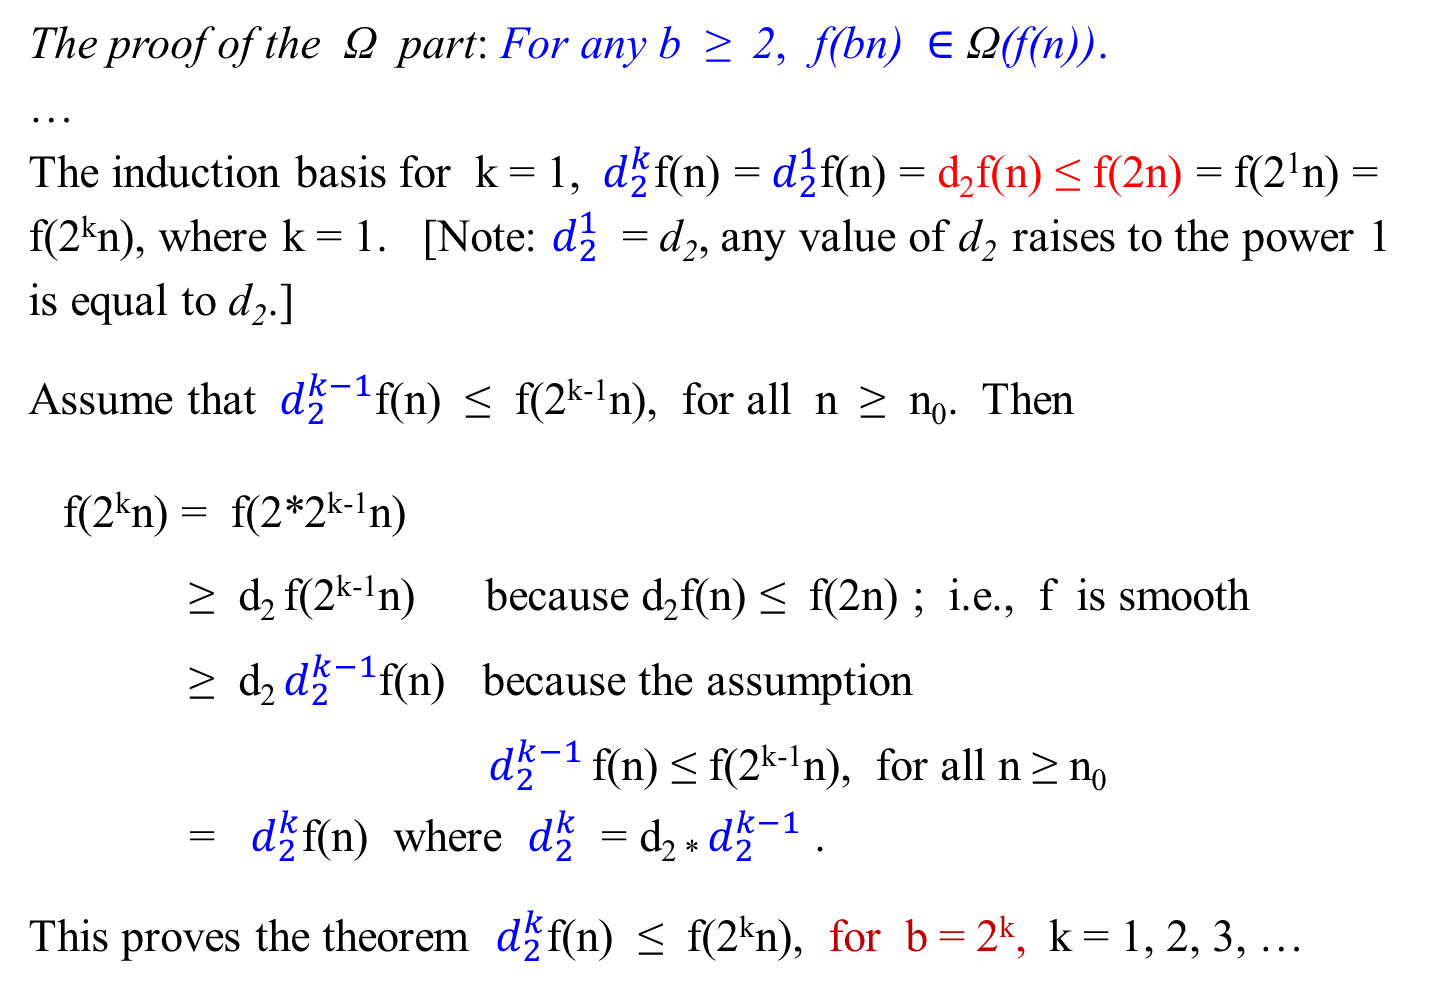 The proof of the Ω part: For any b ≥ 2, f(bn) ∈ Ω(f(n)).
…
The induction basis for k = 1, d₂ᵏf(n) = d₂¹f(n) = d₂f(n) ≤ f(2n) = f(2¹n) =
f(2ᵏn), where k = 1. [Note: d₂¹ = d₂, any value of d₂ raises to the power 1
is equal to d₂.]
Assume that d₂ᵏ⁻¹f(n) ≤ f(2ᵏ⁻¹n), for all n ≥ n₀. Then
f(2ᵏn) = f(2*2ᵏ⁻¹n)
≥ d₂ f(2ᵏ⁻¹n) because d₂f(n) ≤ f(2n) ; i.e., f is smooth
≥ d₂ d₂ᵏ⁻¹f(n) because the assumption
d₂ᵏ⁻¹ f(n) ≤ f(2ᵏ⁻¹n), for all n ≥ n₀
= d₂ᵏf(n) where d₂ᵏ = d₂ * d₂ᵏ⁻¹ .
This proves the theorem d₂ᵏf(n) ≤ f(2ᵏn), for b = 2ᵏ, k = 1, 2, 3, …